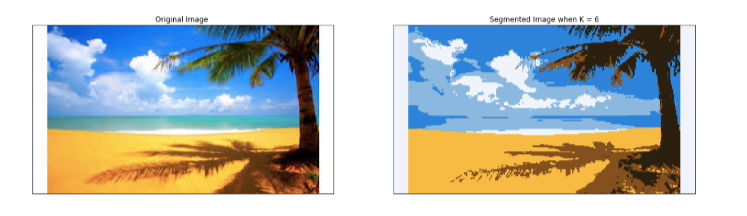 Original Image
Segmented Image when K = 6